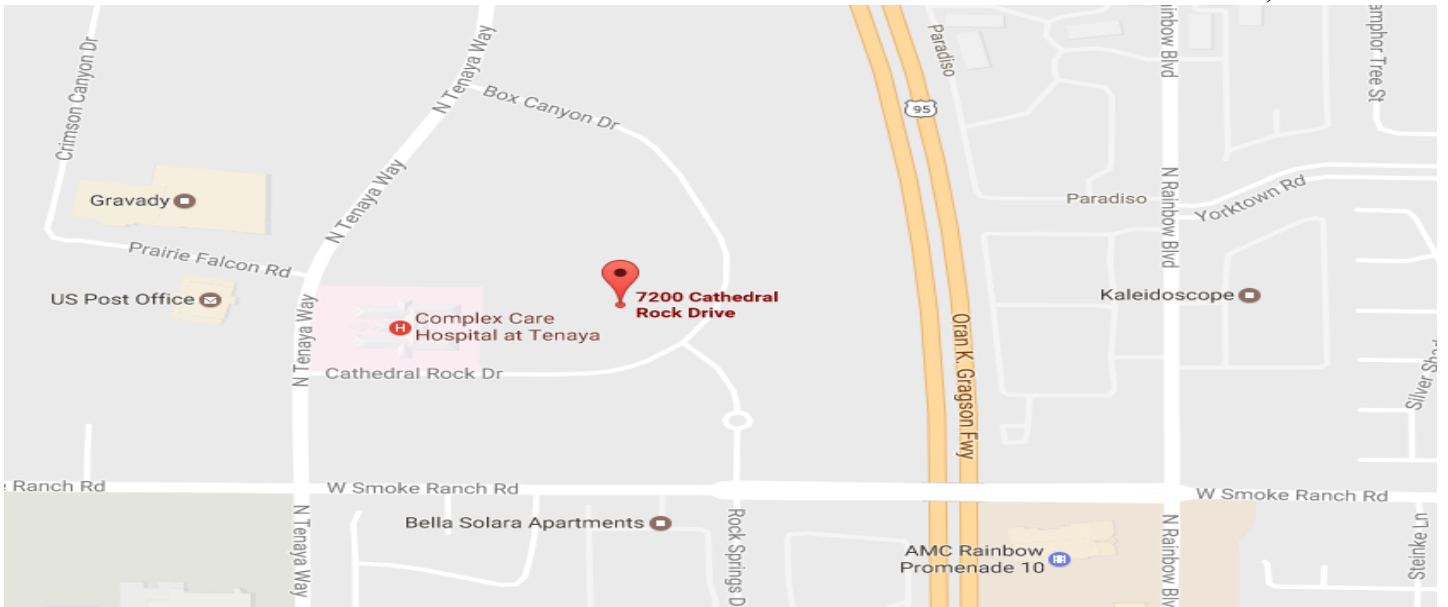 Crimson Canyon Dr
N Tenaya Way
Box Canyon Dr
95
Paradiso
N Rainbow Blvd
Gravady
N Tenaya Way
Prairie Falcon Rd
US Post Office
N Tenaya Way
Complex Care
Hospital at Tenaya
Cathedral Rock Dr
7200 Cathedral
Rock Drive
Oran K. Gragson Fwy
Paradiso
N Rainbow Blvd
Yorktown Rd
Kaleidoscope
Ranch Rd
W Smoke Ranch Rd
W Smoke Ranch Rd
N Tenaya Way
Bella Solara Apartments
Rock Springs D
AMC Rainbow
Promenade 10
N Rainbow Blv
Steinke Ln
Tree St
Silver